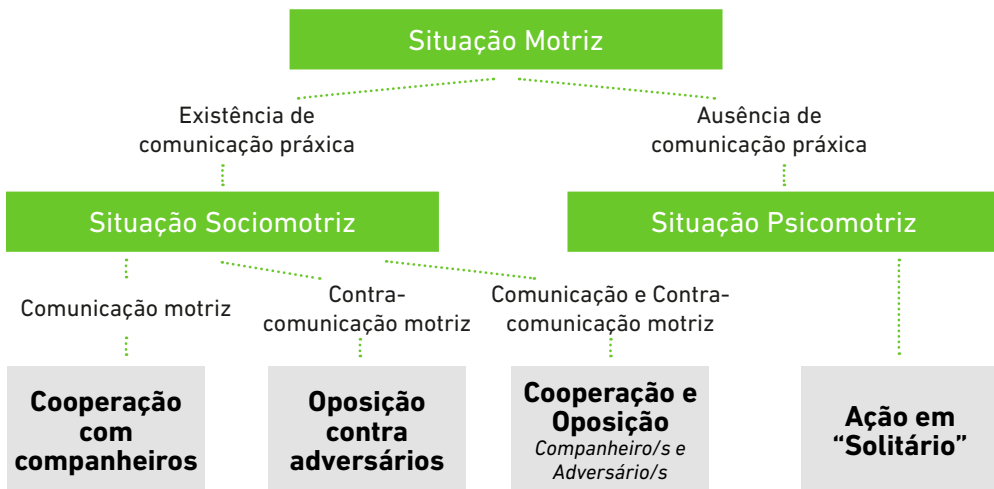 Situação Motriz
Existência de
comunicação práxica
Ausência de
comunicação práxica
Situação Sociomotriz
Situação Psicomotriz
Comunicação motriz
Contra-
comunicação motriz
Comunicação e Contra-
comunicação motriz
Cooperação
com
companheiros
Oposição
contra
adversários
Cooperação e
Oposição
Companheiro/s e
Adversário/s
Ação em
“Solitário”